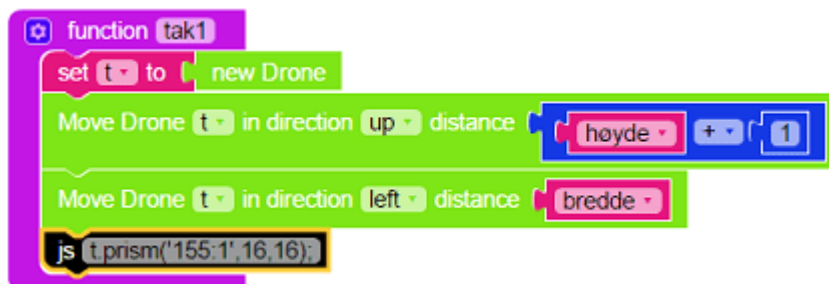 function tak1
set t to new Drone
Move Drone t in direction up distance høyde + 1
Move Drone t in direction left distance bredde
js t.prism('155:1',16,16);